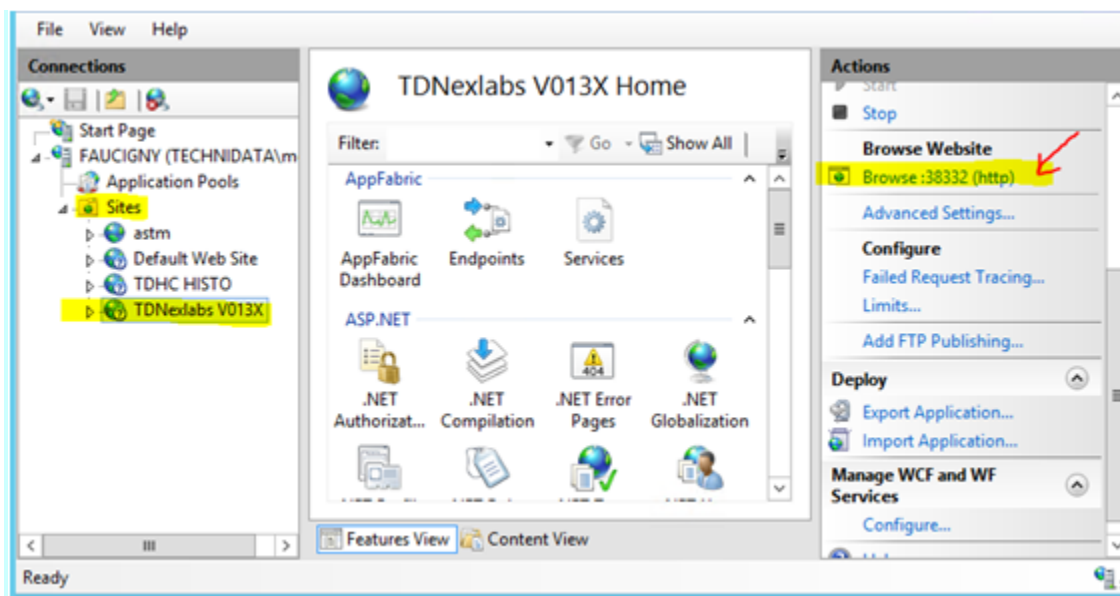 File View Help
Connections
Start Page
FAUCIGNY (TECHNIDATA\m
Application Pools
Sites
astm
Default Web Site
TDHC HISTO
TDNexlabs V013X
TDNexlabs V013X Home
Filter: Go Show All
AppFabric
AppFabric Dashboard
Endpoints
Services
ASP.NET
.NET Authorizat...
.NET Compilation
.NET Error Pages
.NET Globalization
Features View Content View
Actions
Start
Stop
Browse Website
Browse :38332 (http)
Advanced Settings...
Configure
Failed Request Tracing...
Limits...
Add FTP Publishing...
Deploy
Export Application...
Import Application...
Manage WCF and WF
Services
Configure...
Ready